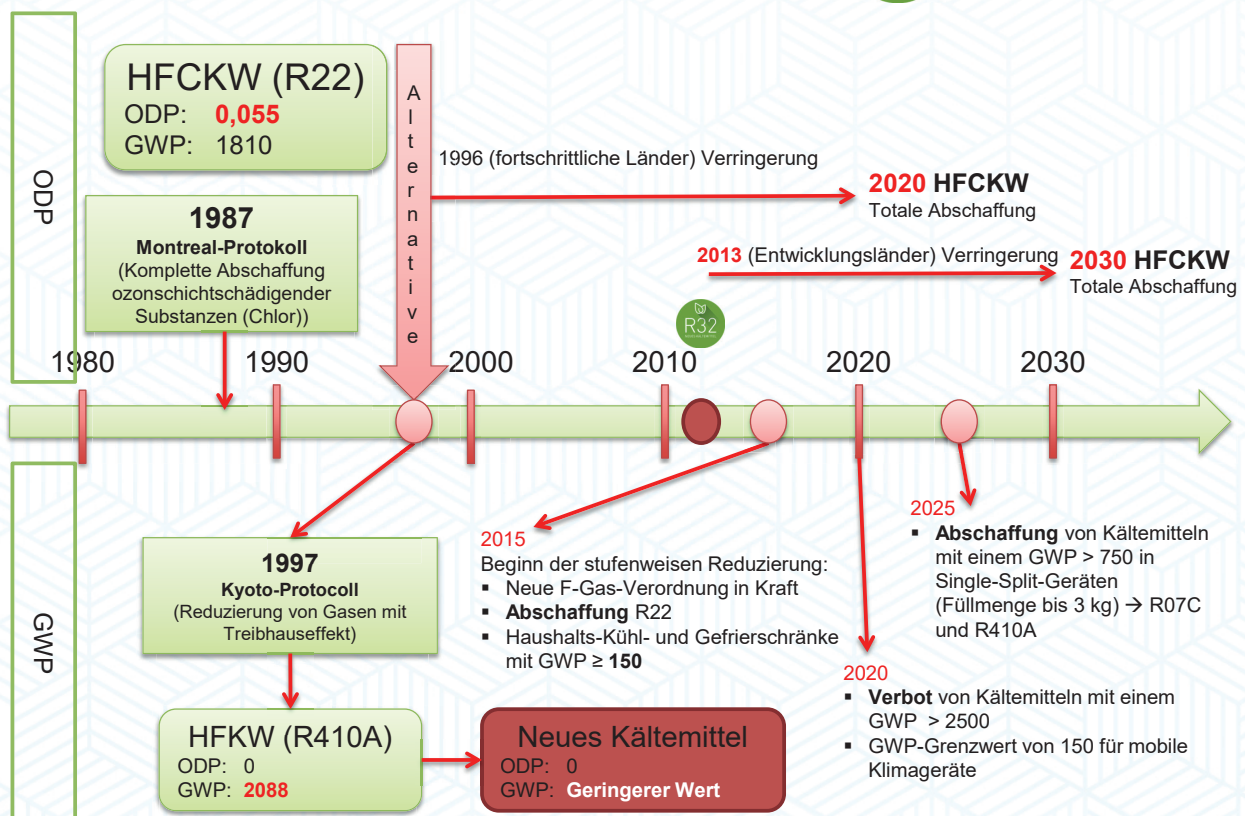 ODP
HFCKW (R22)
ODP: 0,055
GWP: 1810
Alternative
1996 (fortschrittliche Länder) Verringerung
2020 HFCKW
Totale Abschaffung
1987
Montreal-Protokoll
(Komplette Abschaffung
ozonschichtschädigender
Substanzen (Chlor))
2013 (Entwicklungsländer) Verringerung
2030 HFCKW
Totale Abschaffung
R32
1980
1990
2000
2010
2020
2030
GWP
1997
Kyoto-Protocoll
(Reduzierung von Gasen mit
Treibhauseffekt)
HFKW (R410A)
ODP: 0
GWP: 2088
Neues Kältemittel
ODP: 0
GWP: Geringerer Wert
2015
Beginn der stufenweisen Reduzierung:
▪ Neue F-Gas-Verordnung in Kraft
▪ Abschaffung R22
▪ Haushalts-Kühl- und Gefrierschränke
mit GWP ≥ 150
2025
▪ Abschaffung von Kältemitteln
mit einem GWP > 750 in
Single-Split-Geräten
(Füllmenge bis 3 kg) → R07C
und R410A
2020
▪ Verbot von Kältemitteln mit einem
GWP > 2500
▪ GWP-Grenzwert von 150 für mobile
Klimageräte